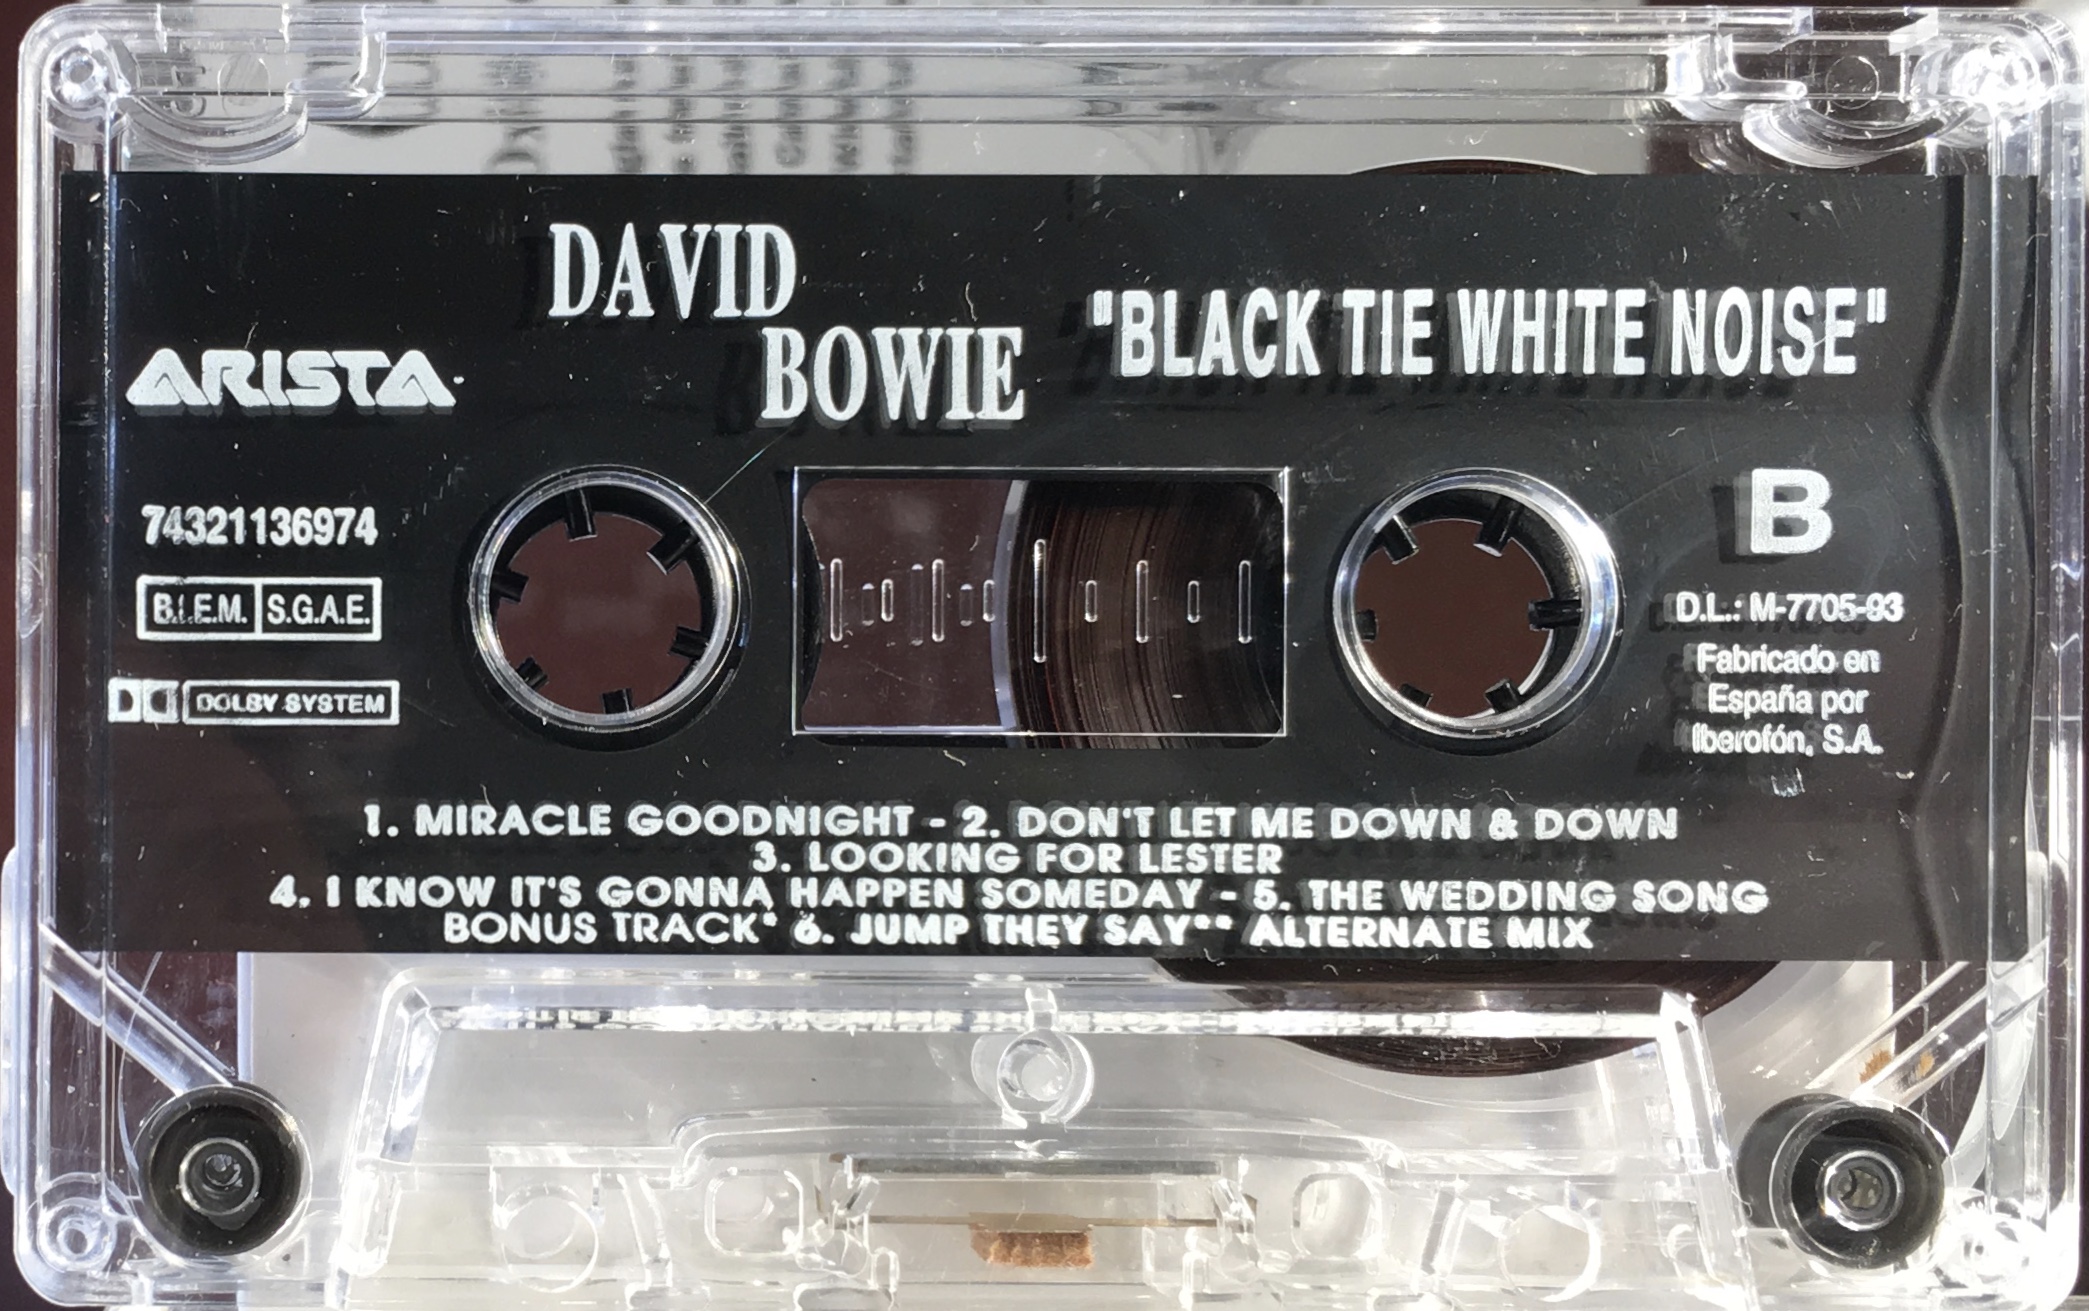 DAVID
BOWIE
"BLACK TIE WHITE NOISE"
ARISTA
74321136974
B.I.E.M. S.G.A.E.
DOLBY SYSTEM
B
D.L.: M-7705-93
Fabricado en
España por
Iberofón, S.A.
1. MIRACLE GOODNIGHT - 2. DON'T LET ME DOWN & DOWN
3. LOOKING FOR LESTER
4. I KNOW IT'S GONNA HAPPEN SOMEDAY - 5. THE WEDDING SONG
BONUS TRACK* 6. JUMP THEY SAY** ALTERNATE MIX